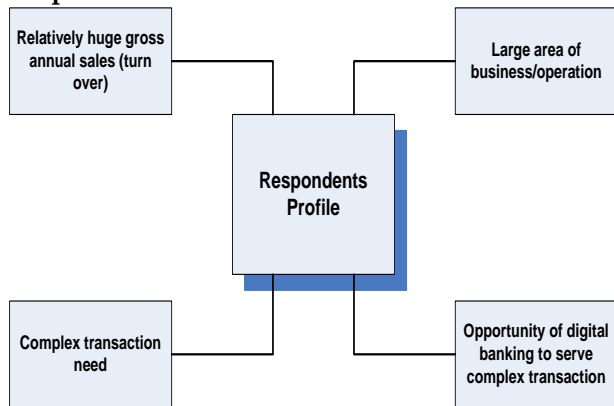 Relatively huge gross
annual sales (turn
over)
Large area of
business/operation
Respondents
Profile
Complex transaction
need
Opportunity of digital
banking to serve
complex transaction